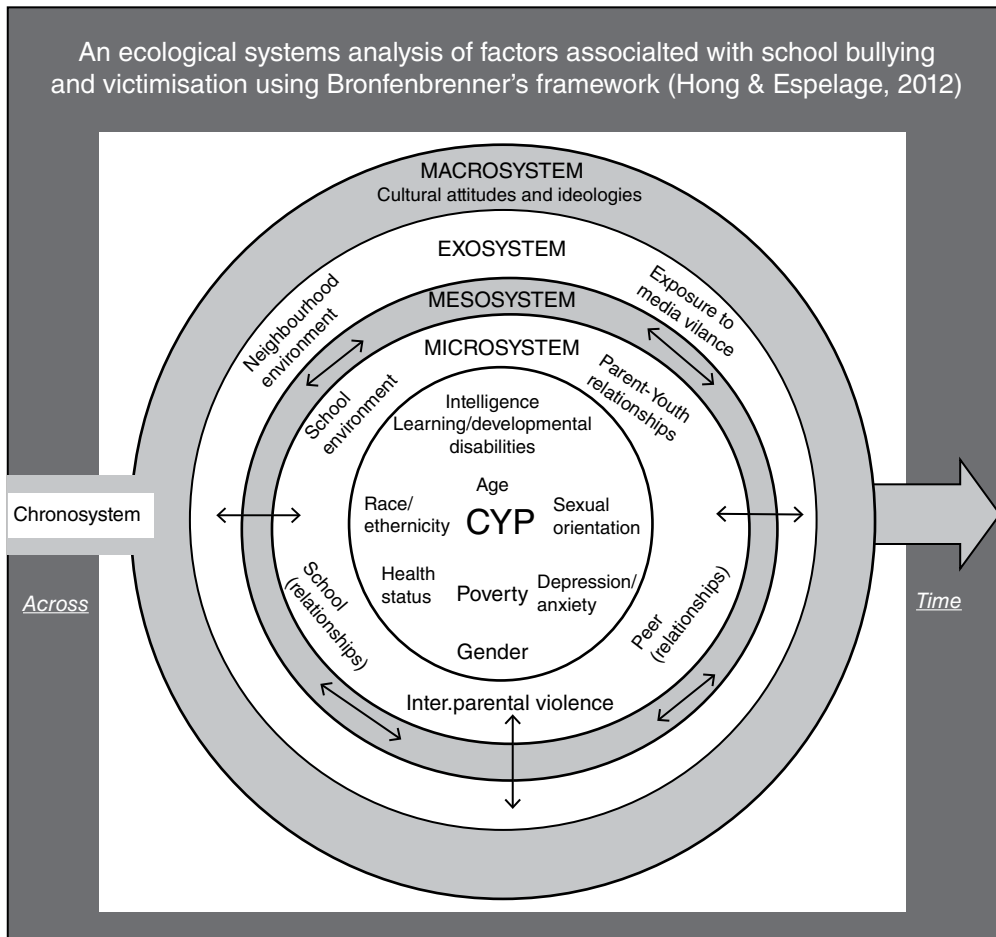 An ecological systems analysis of factors associalted with school bullying
and victimisation using Bronfenbrenner's framework (Hong & Espelage, 2012)
MACROSYSTEM
Cultural attitudes and ideologies
EXOSYSTEM
Neighbourhood
environment
Exposure to
media vilance
MESOSYSTEM
MICROSYSTEM
School
environment
Parent-Youth
relationships
Intelligence
Learning/developmental
disabilities
Age
Race/
ethernicity
CYP
Sexual
orientation
Chronosystem
Health
status
Poverty
Depression/
anxiety
Across
Time
School
(relationships)
Peer
(relationships)
Gender
Inter.parental violence